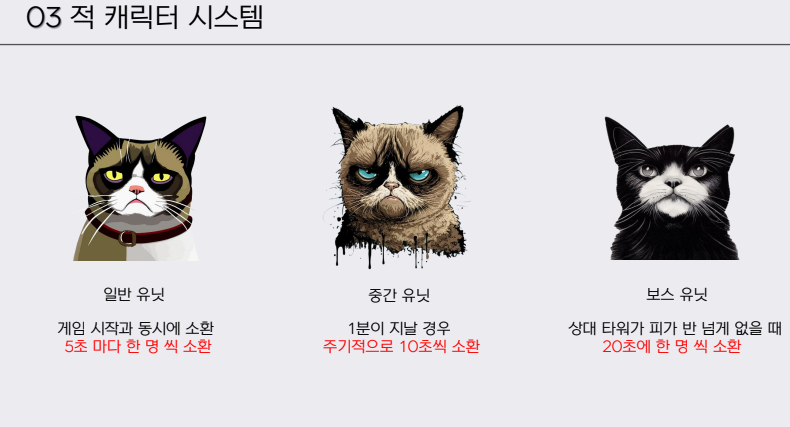 03 적 캐릭터 시스템
일반 유닛
게임 시작과 동시에 소환
5초 마다 한 명 씩 소환
중간 유닛
1분이 지날 경우
주기적으로 10초씩 소환
보스 유닛
상대 타워가 피가 반 넘게 없을 때
20초에 한 명 씩 소환